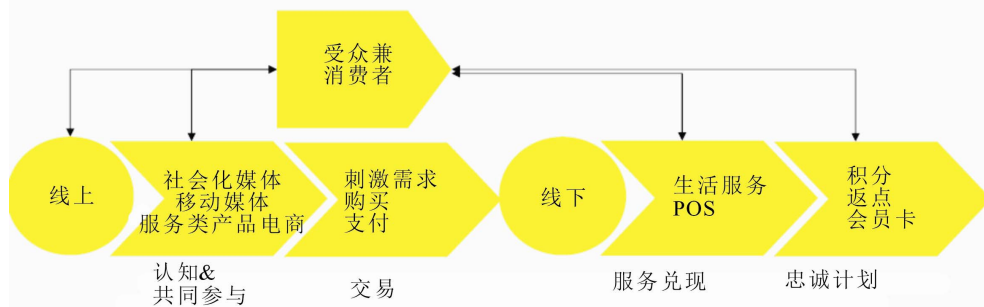 受众兼
消费者
线上
社会化媒体
移动媒体
服务类产品电商
刺激需求
购买
支付
线下
生活服务
POS
积分
返点
会员卡
认知&
共同参与
交易
服务兑现
忠诚计划